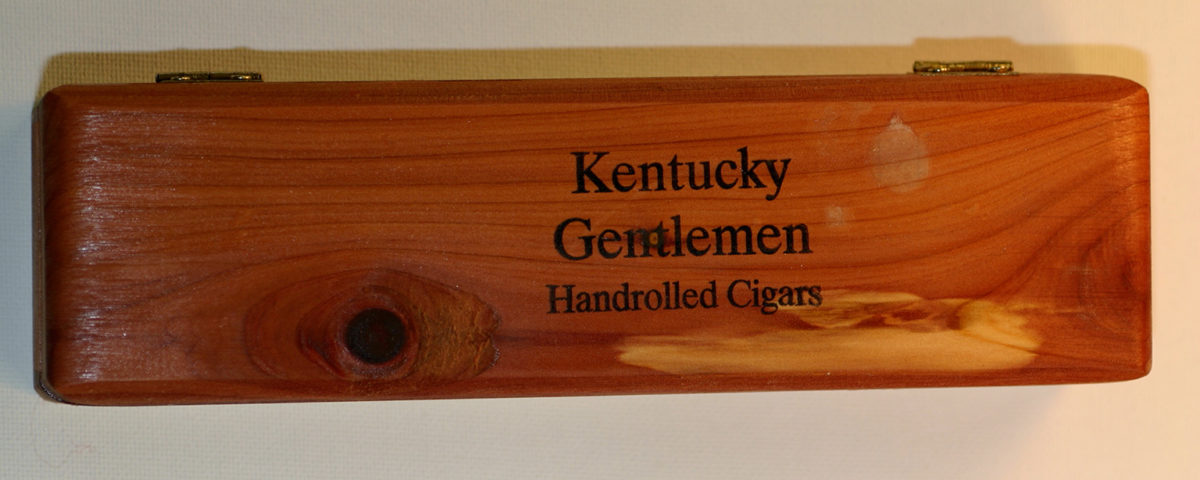 Kentucky
Gentlemen
Handrolled Cigars